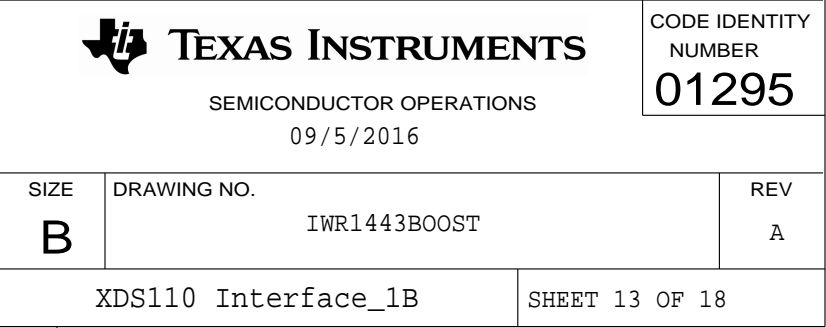 TEXAS INSTRUMENTS
SEMICONDUCTOR OPERATIONS
09/5/2016
CODE IDENTITY
NUMBER
01295
SIZE
B
DRAWING NO.
IWR1443BOOST
REV
A
XDS110 Interface_1B
SHEET 13 OF 18